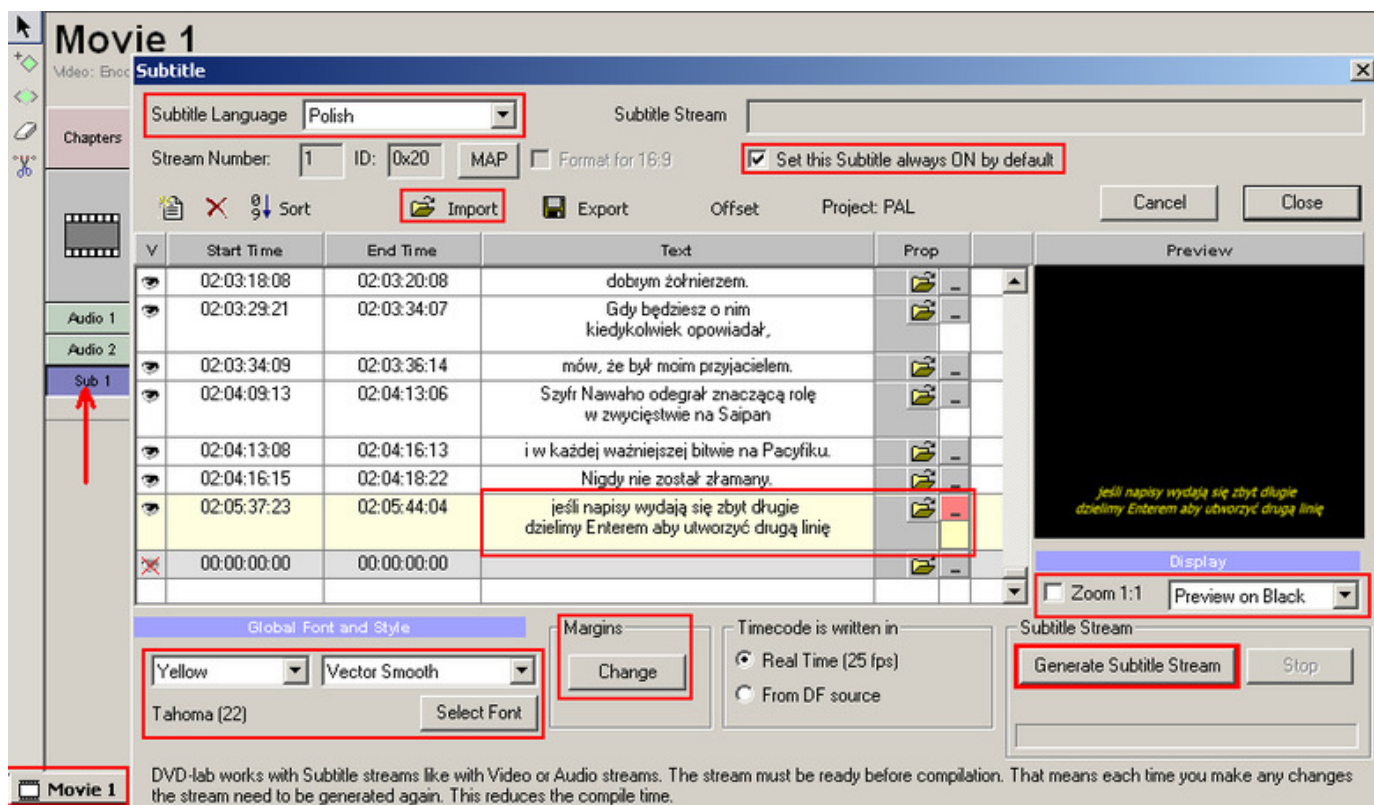 Movie 1
Video: Enco
Subtitle
Subtitle Language Polish Subtitle Stream
Chapters
Stream Number: 1 ID: 0x20 MAP Format for 16:9 Set this Subtitle always ON by default
Sort Import Export Offset Project: PAL Cancel Close
V Start Time End Time Text Prop Preview
02:03:18:08 02:03:20:08 dobrym żołnierzem.
02:03:29:21 02:03:34:07 Gdy będziesz o nim
kiedykolwiek opowiadał,
Audio 1
Audio 2
02:03:34:09 02:03:36:14 mów, że był moim przyjacielem.
Sub 1
02:04:09:13 02:04:13:06 Szyfr Nawaho odegrał znaczącą rolę
w zwycięstwie na Saipan
02:04:13:08 02:04:16:13 i w każdej ważniejszej bitwie na Pacyfiku.
02:04:16:15 02:04:18:22 Nigdy nie został złamany.
02:05:37:23 02:05:44:04 jeśli napisy wydają się zbyt długie
dzielimy Enterem aby utworzyć drugą linię
jeśli napisy wydają się zbyt długie
dzielimy Enterem aby utworzyć drugą linię
00:00:00:00 00:00:00:00
Display
Zoom 1:1 Preview on Black
Global Font and Style Margins Timecode is written in Subtitle Stream
Yellow Vector Smooth Change Real Time (25 fps) Generate Subtitle Stream Stop
From DF source
Tahoma (22) Select Font
Movie 1
DVD-lab works with Subtitle streams like with Video or Audio streams. The stream must be ready before compilation. That means each time you make any changes
the stream need to be generated again. This reduces the compile time.